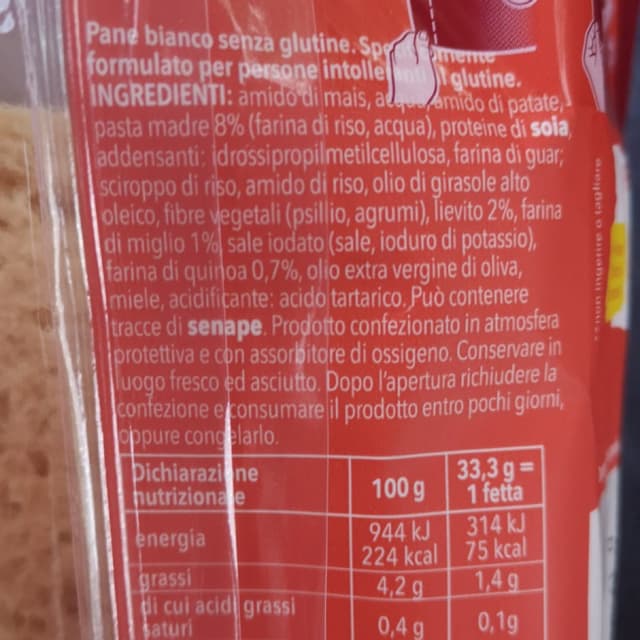 Pane bianco senza glutine.
formulato per persone glutine.
INGREDIENTI: amido di mais, amido di patate,
pasta madre 8% (farina di riso, acqua), proteine di soia,
addensanti: idrossipropilmetilcellulosa, farina di guar,
sciroppo di riso, amido di riso, olio di girasole alto
oleico, fibre vegetali (psillio, agrumi), lievito 2%, farina
di miglio 1%, sale iodato (sale, ioduro di potassio),
farina di quinoa 0,7%, olio extra vergine di oliva,
miele, acidificante: acido tartarico. Può contenere
tracce di senape. Prodotto confezionato in atmosfera
protettiva e con assorbitore di ossigeno. Conservare in
luogo fresco ed asciutto. Dopo l'apertura richiudere la
confezione e consumare il prodotto entro pochi giorni,
oppure congelarlo.
Dichiarazione nutrizionale
100 g
33,3 g = 1 fetta
energia
944 kJ 314 kJ
224 kcal 75 kcal
grassi 4,2 g 1,4 g
di cui acidi grassi
saturi 0,4 g 0,1g
non ingerire o tagliare